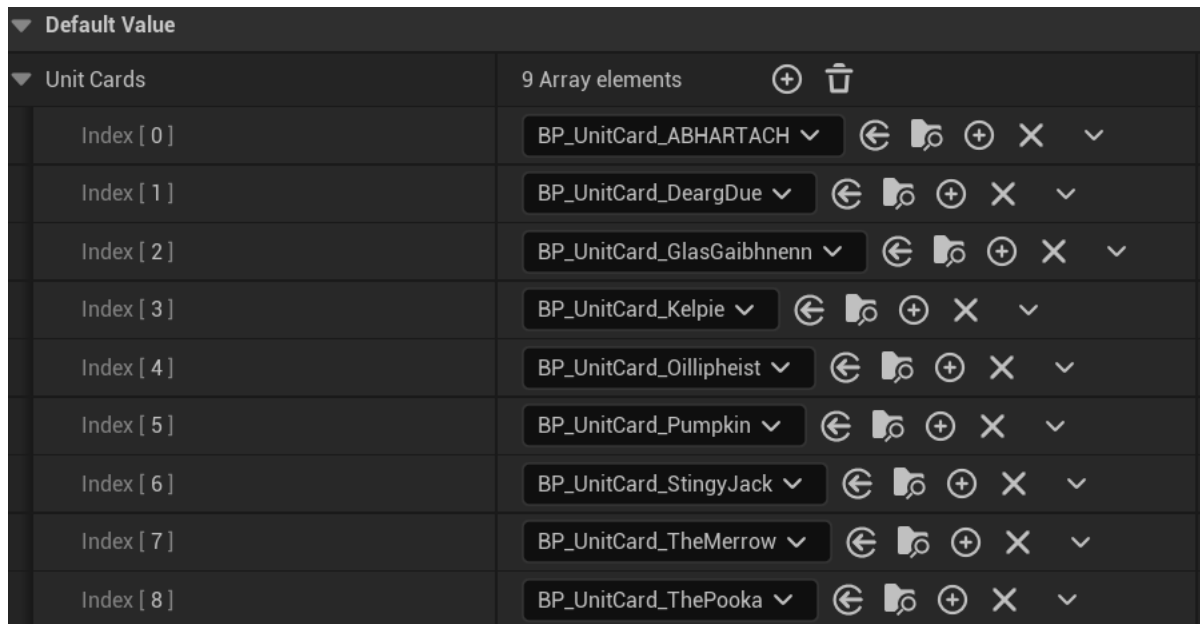 Default Value
Unit Cards 9 Array elements
Index [ 0 ] BP_UnitCard_ABHARTACH
Index [ 1 ] BP_UnitCard_DeargDue
Index [ 2 ] BP_UnitCard_GlasGaibhnenn
Index [ 3 ] BP_UnitCard_Kelpie
Index [ 4 ] BP_UnitCard_Oillipheist
Index [ 5 ] BP_UnitCard_Pumpkin
Index [ 6 ] BP_UnitCard_StingyJack
Index [ 7 ] BP_UnitCard_TheMerrow
Index [ 8 ] BP_UnitCard_ThePooka